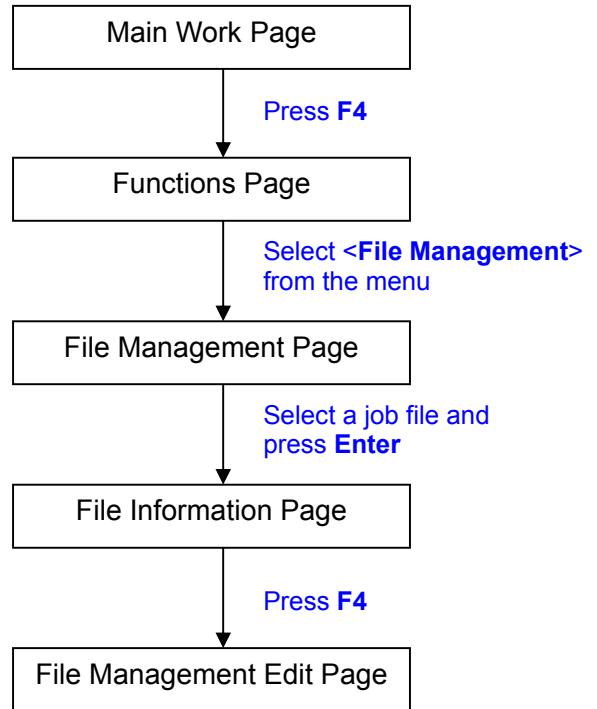 Main Work Page
Press F4
Functions Page
Select <File Management>
from the menu
File Management Page
Select a job file and
press Enter
File Information Page
Press F4
File Management Edit Page